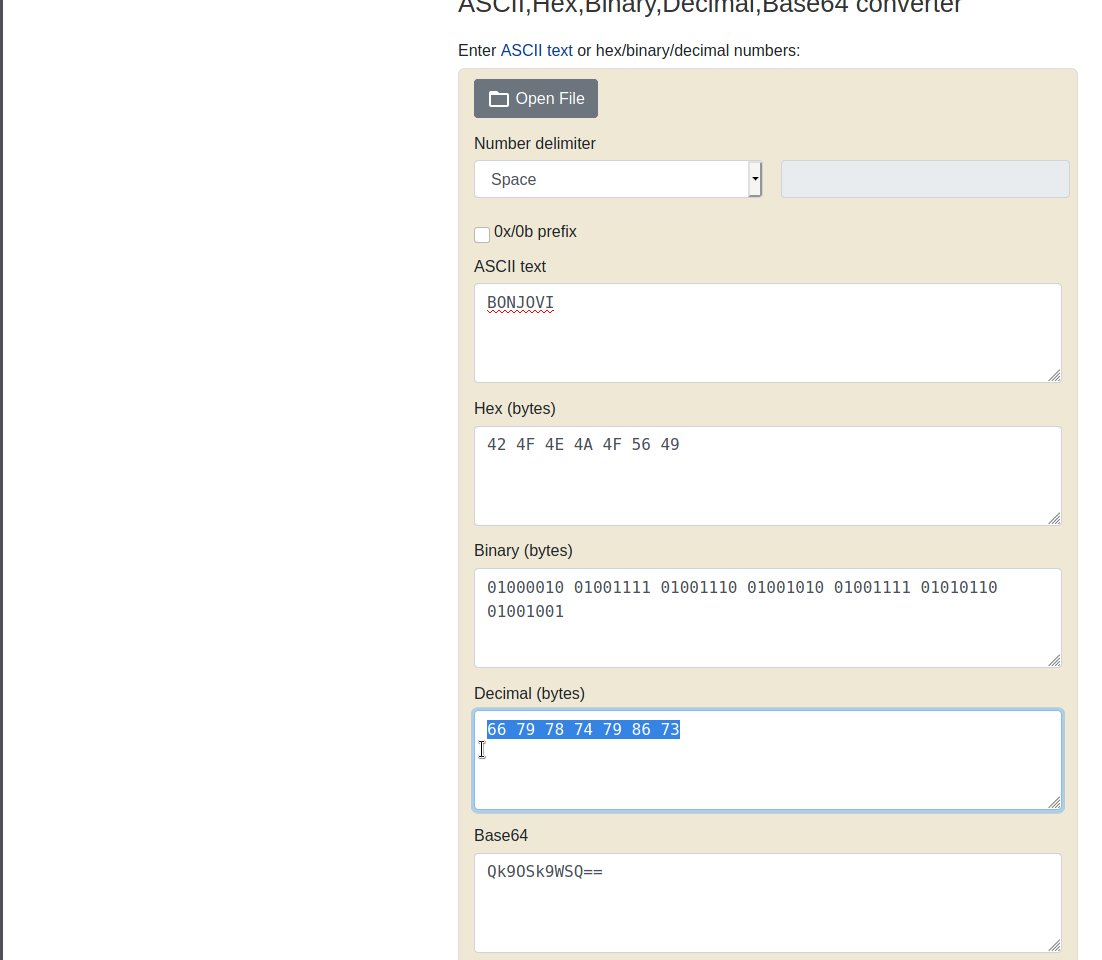 ASCII,Hex,Binary,Decimal,Base64 converter
Enter ASCII text or hex/binary/decimal numbers:
Open File
Number delimiter
Space
0x/0b prefix
ASCII text
BONJOVI
Hex (bytes)
42 4F 4E 4A 4F 56 49
Binary (bytes)
01000010 01001111 01001110 01001010 01001111 01010110
01001001
Decimal (bytes)
66 79 78 74 79 86 73
Base64
Qk9OSk9WSQ==